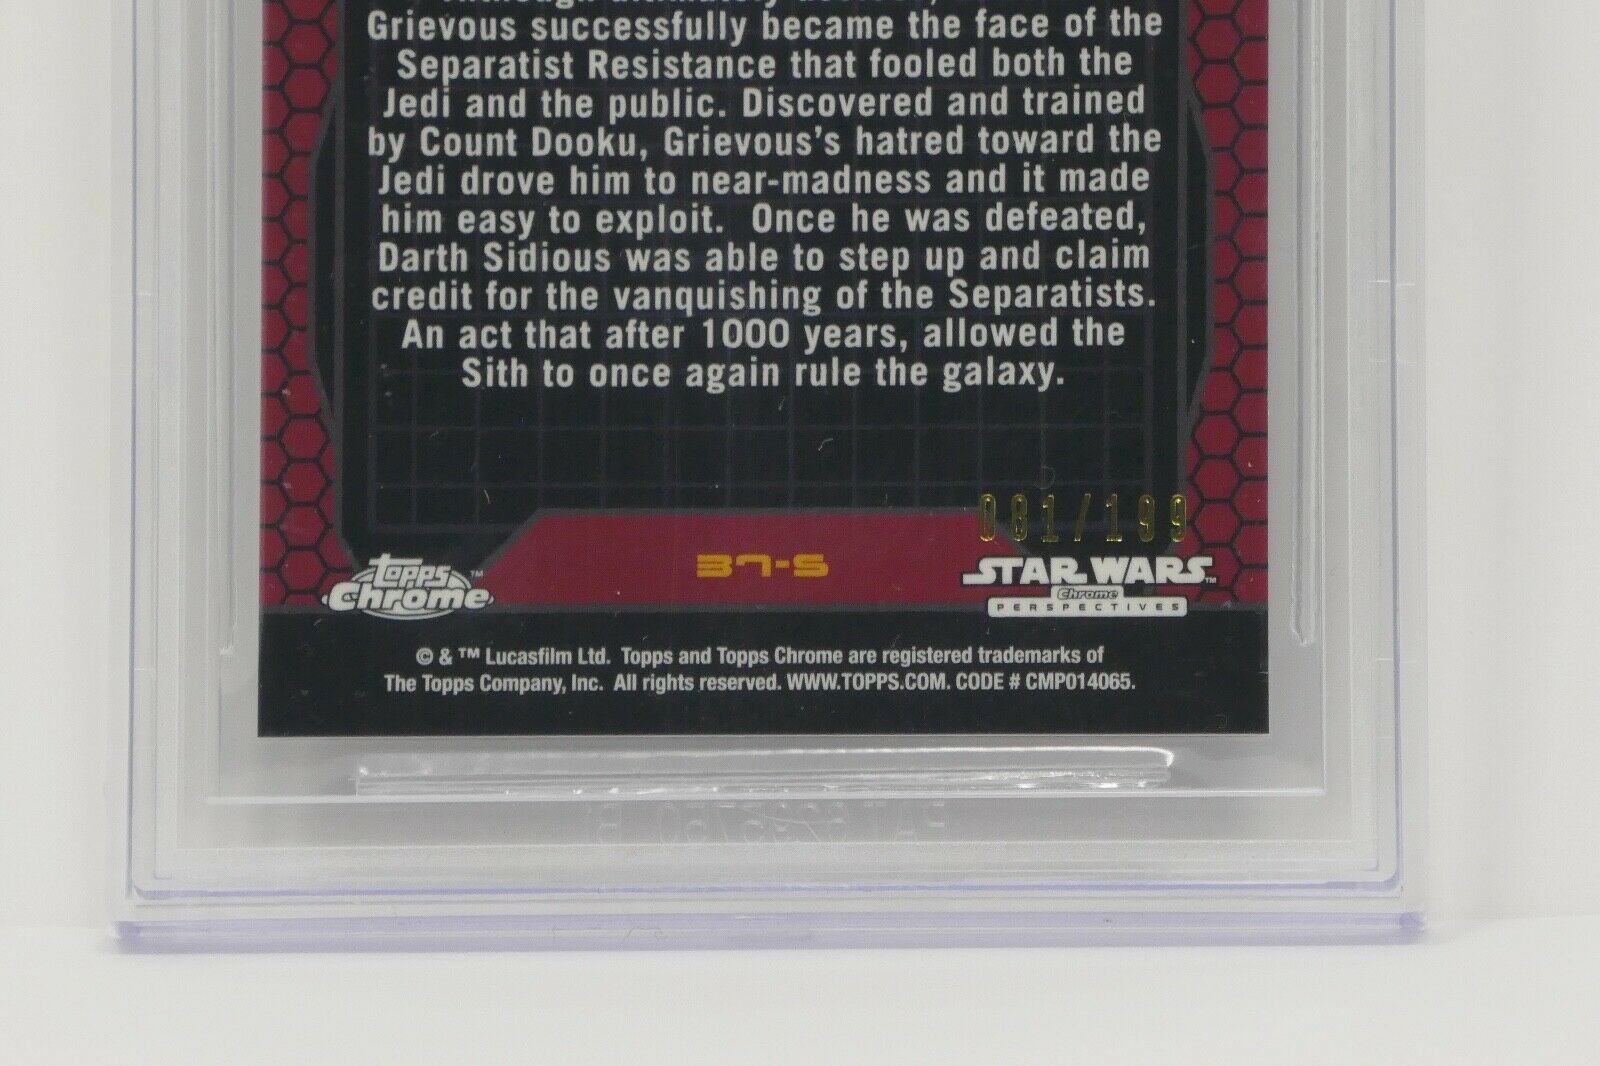 Although ultimately
Grievous successfully became the face of the
Separatist Resistance that fooled both the
Jedi and the public. Discovered and trained
by Count Dooku, Grievous's hatred toward the
Jedi drove him to near-madness and it made
him easy to exploit. Once he was defeated,
Darth Sidious was able to step up and claim
credit for the vanquishing of the Separatists.
An act that after 1000 years, allowed the
Sith to once again rule the galaxy.
081/199
topps ™
Chrome
37-S
STAR WARS ™
Chrome
PERSPECTIVES
© & ™ Lucasfilm Ltd. Topps and Topps Chrome are registered trademarks of
The Topps Company, Inc. All rights reserved. WWW.TOPPS.COM. CODE # CMP014065.